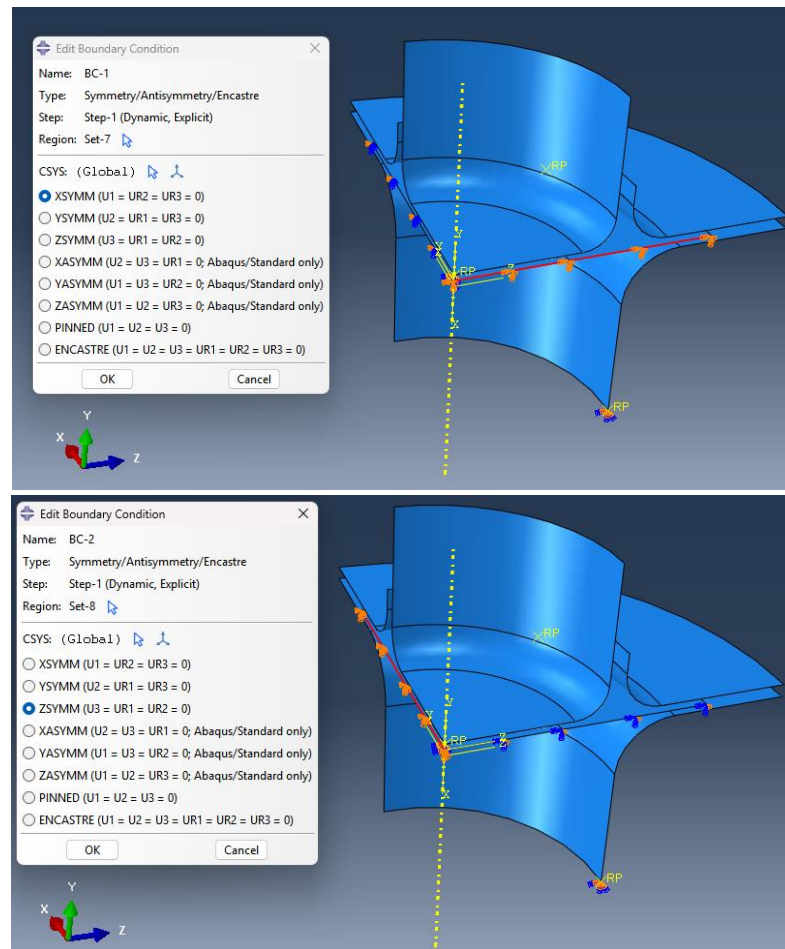 Edit Boundary Condition
Name: BC-1
Type: Symmetry/Antisymmetry/Encastre
Step: Step-1 (Dynamic, Explicit)
Region: Set-7
CSYS: (Global)
XSYMM (U1 = UR2 = UR3 = 0)
YSYMM (U2 = UR1 = UR3 = 0)
ZSYMM (U3 = UR1 = UR2 = 0)
XASYMM (U2 = U3 = UR1 = 0; Abaqus/Standard only)
YASYMM (U1 = U3 = UR2 = 0; Abaqus/Standard only)
ZASYMM (U1 = U2 = UR3 = 0; Abaqus/Standard only)
PINNED (U1 = U2 = U3 = 0)
ENCASTRE (U1 = U2 = U3 = UR1 = UR2 = UR3 = 0)
OK Cancel
RP
Y
RP
Z
X
RP
Y
X
Z
Edit Boundary Condition
Name: BC-2
Type: Symmetry/Antisymmetry/Encastre
Step: Step-1 (Dynamic, Explicit)
Region: Set-8
CSYS: (Global)
XSYMM (U1 = UR2 = UR3 = 0)
YSYMM (U2 = UR1 = UR3 = 0)
ZSYMM (U3 = UR1 = UR2 = 0)
XASYMM (U2 = U3 = UR1 = 0; Abaqus/Standard only)
YASYMM (U1 = U3 = UR2 = 0; Abaqus/Standard only)
ZASYMM (U1 = U2 = UR3 = 0; Abaqus/Standard only)
PINNED (U1 = U2 = U3 = 0)
ENCASTRE (U1 = U2 = U3 = UR1 = UR2 = UR3 = 0)
OK Cancel
RP
Y
Y
RP
Z
X
RP
Y
X
Z